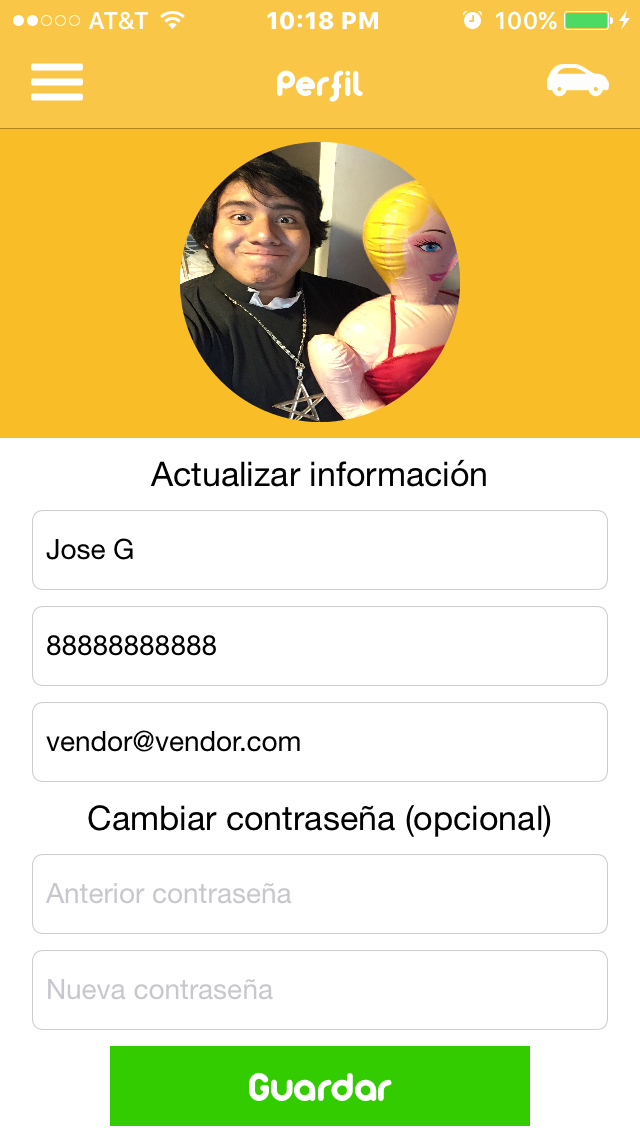 AT&T 10:18 PM 100%
Perfil
Actualizar información
Jose G
88888888888
vendor@vendor.com
Cambiar contraseña (opcional)
Anterior contraseña
Nueva contraseña
Guardar